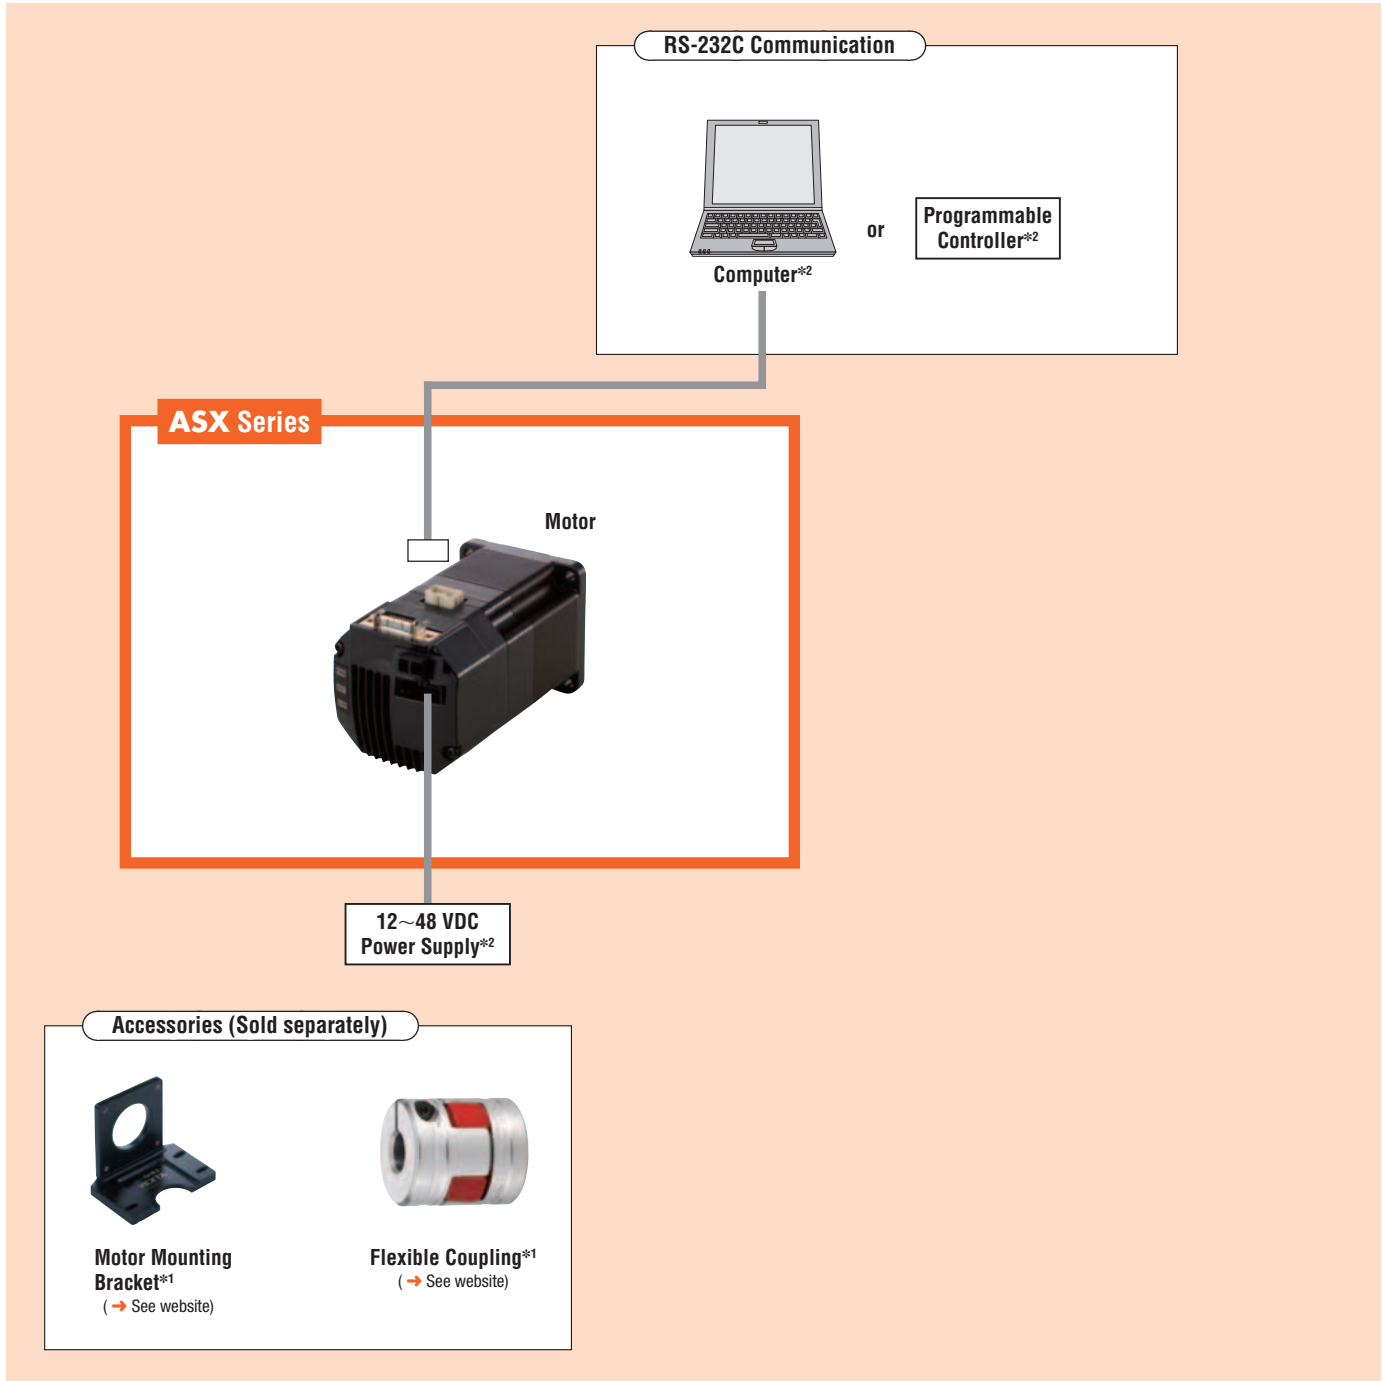 RS-232C Communication
Computer*2
or
Programmable
Controller*2
ASX Series
Motor
12~48 VDC
Power Supply*2
Accessories (Sold separately)
Motor Mounting
Bracket*1
( ➜ See website)
Flexible Coupling*1
( ➜ See website)